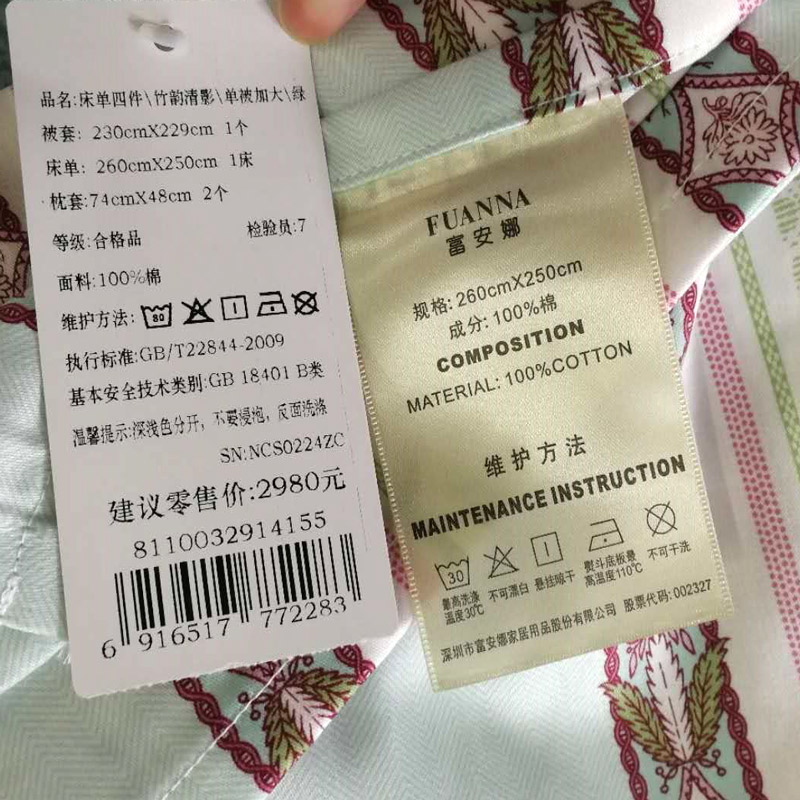 品名:床单四件\竹韵清影\单被加大\绿
被套: 230cmX229cm 1个
床单: 260cmX250cm 1床
枕套:74cmX48cm 2个
等级:合格品 检验员:7
面料:100%棉
维护方法: 80
执行标准:GB/T22844-2009
基本安全技术类别:GB 18401 B类
温馨提示:深浅色分开, 不要浸泡, 反面洗涤
SN:NCS0224ZC
建议零售价:2980元
8110032914155
6 916517 772283
FUANNA
富安娜
规格: 260cmX250cm
成分: 100%棉
COMPOSITION
MATERIAL: 100%COTTON
维护方法
MAINTENANCE INSTRUCTION
30
最高洗涤温度30℃
不可漂白
悬挂晾干
熨斗底板最高温度110℃
不可干洗
深圳市富安娜家居用品股份有限公司 股票代码: 002327